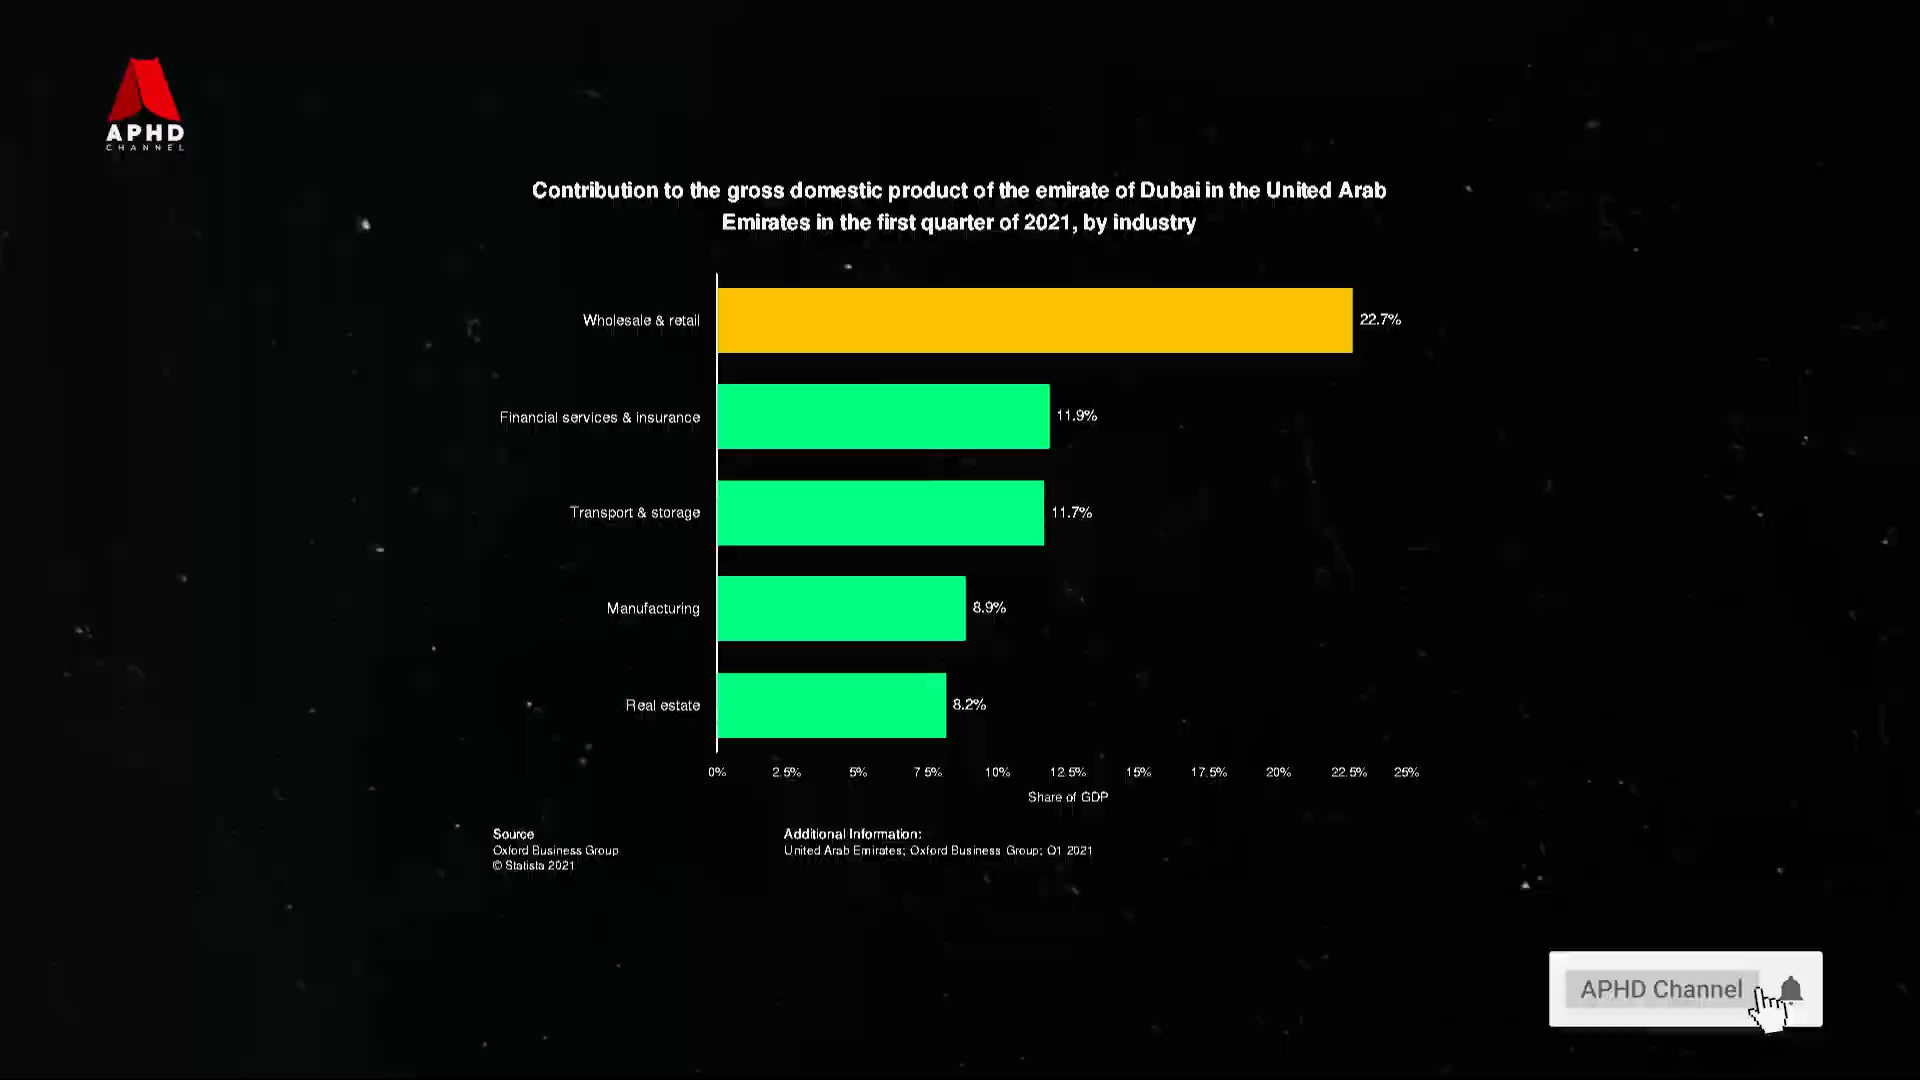 APHD
CHANNEL
Contribution to the gross domestic product of the emirate of Dubai in the United Arab
Emirates in the first quarter of 2021, by industry
Wholesale & retail
22.7%
Financial services & insurance
11.9%
Transport & storage
11.7%
Manufacturing
8.9%
Real estate
8.2%
0% 2.5% 5% 7.5% 10% 12.5% 15% 17.5% 20% 22.5% 25%
Share of GDP
Source
Oxford Business Group
© Statista 2021
Additional Information:
United Arab Emirates; Oxford Business Group; Q1 2021
APHD Channel